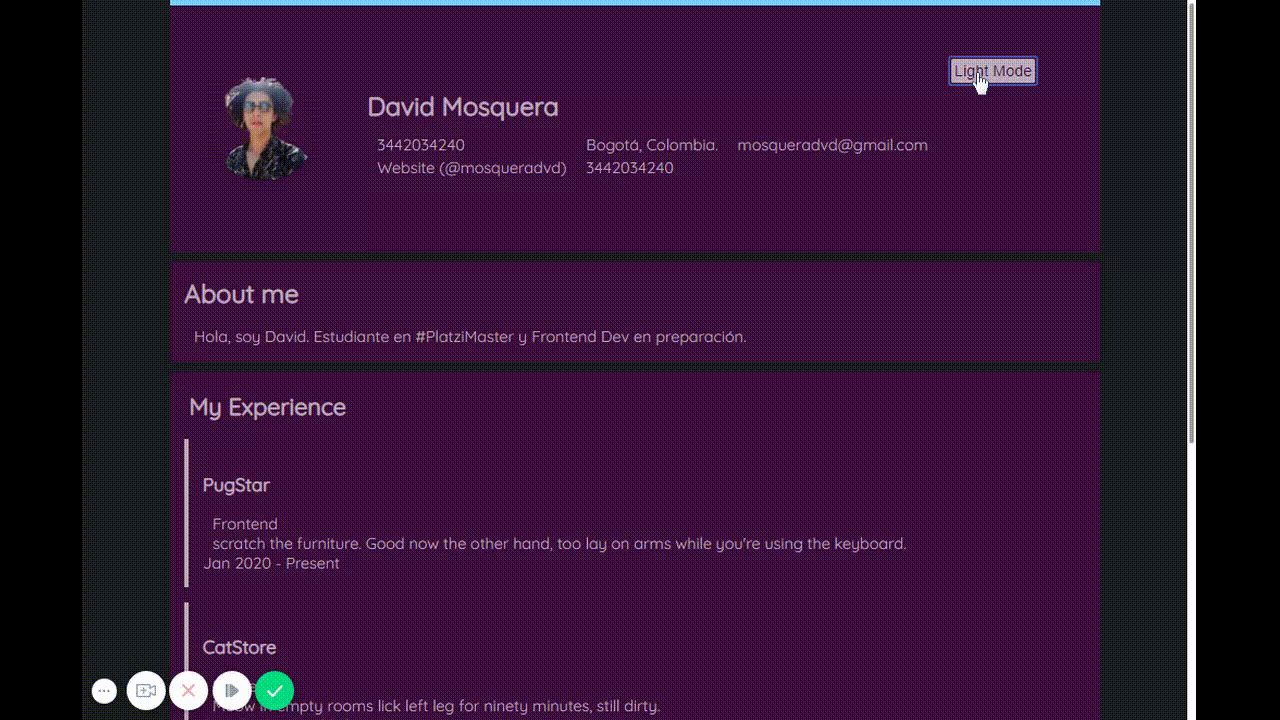 Light Mode
David Mosquera
3442034240 Bogotá, Colombia. mosqueradvd@gmail.com
Website (@mosqueradvd) 3442034240
About me
Hola, soy David. Estudiante en #PlatziMaster y Frontend Dev en preparación.
My Experience
PugStar
Frontend
scratch the furniture. Good now the other hand, too lay on arms while you're using the keyboard.
Jan 2020 - Present
CatStore
Meow in empty rooms lick left leg for ninety minutes, still dirty.